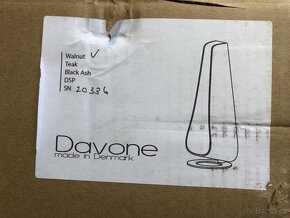 Walnut ✓
Teak
Black Ash
DSP
SN 20334
Davone
made in Denmark